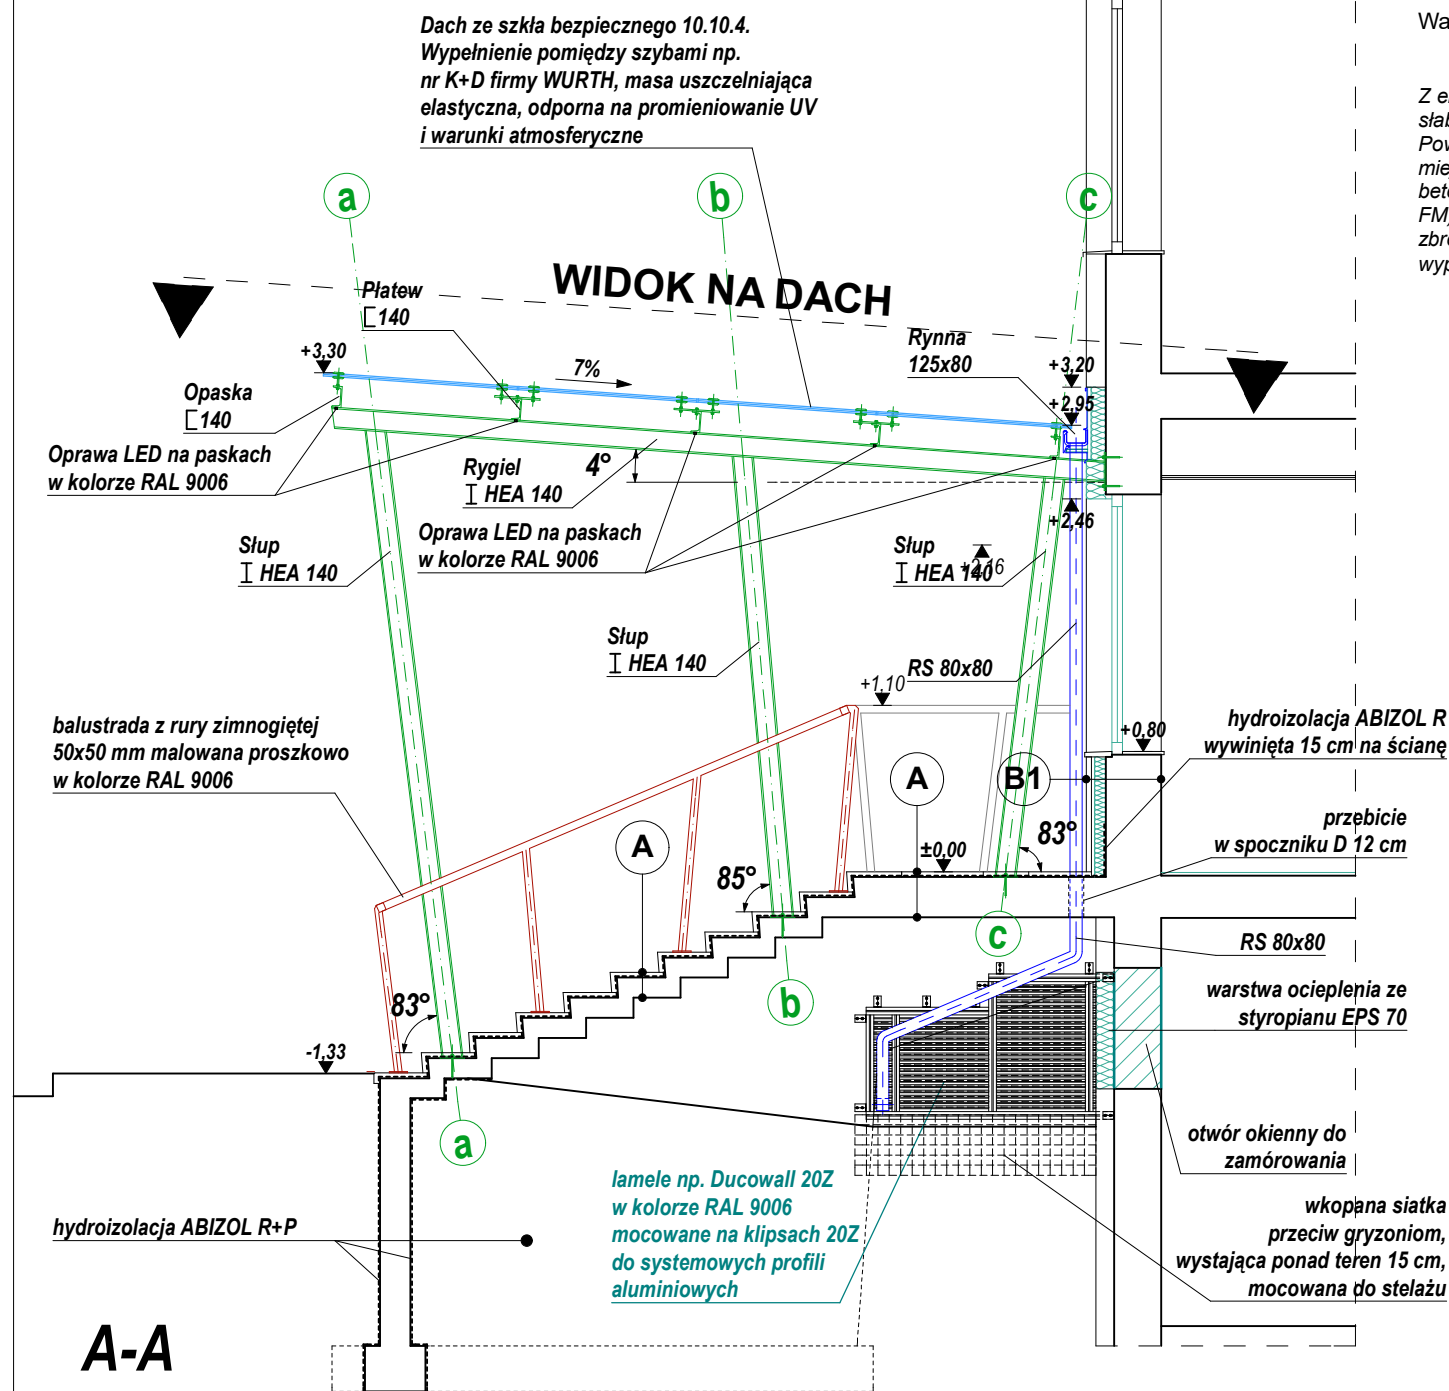 Dach ze szkła bezpiecznego 10.10.4.
Wypełnienie pomiędzy szybami np.
nr K+D firmy WURTH, masa uszczelniająca
elastyczna, odporna na promieniowanie UV
i warunki atmosferyczne
a
b
c
WIDOK NA DACH
Płatew
[140
+3,30
7%
Rynna
125x80
+3,20
+2,95
Opaska
[140
Oprawa LED na paskach
w kolorze RAL 9006
Rygiel
I HEA 140
4°
Oprawa LED na paskach
w kolorze RAL 9006
+2,46
+2,16
Słup
I HEA 140
Słup
I HEA 140
Słup
I HEA 140
RS 80x80
+1,10
balustrada z rury zimnogiętej
50x50 mm malowana proszkowo
w kolorze RAL 9006
+0,80
hydroizolacja ABIZOL R
wywinięta 15 cm na ścianę
A
B1
A
±0,00
83°
85°
83°
przebicie
w spoczniku D 12 cm
c
RS 80x80
b
warstwa ocieplenia ze
styropianu EPS 70
-1,33
a
otwór okienny do
zamórowania
lamele np. Ducowall 20Z
w kolorze RAL 9006
mocowane na klipsach 20Z
do systemowych profili
aluminiowych
hydroizolacja ABIZOL R+P
wkopana siatka
przeciw gryzoniom,
wystająca ponad teren 15 cm,
mocowana do stelażu
A-A